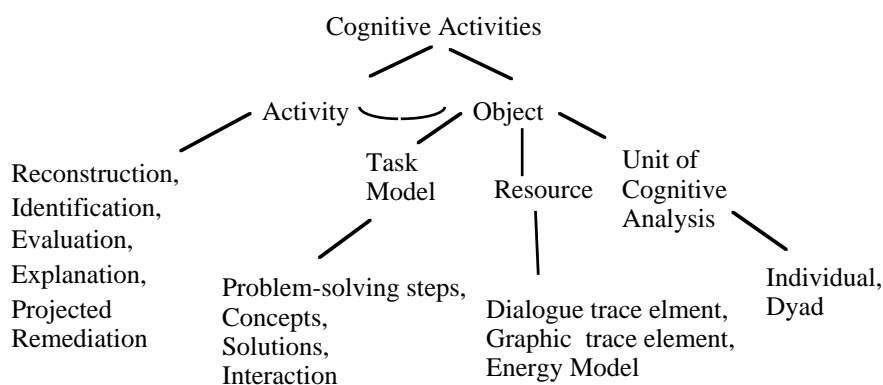 Cognitive Activities
Activity
Object
Reconstruction,
Identification,
Evaluation,
Explanation,
Projected
Remediation
Task
Model
Problem-solving steps,
Concepts,
Solutions,
Interaction
Resource
Dialogue trace elment,
Graphic trace element,
Energy Model
Unit of
Cognitive
Analysis
Individual,
Dyad